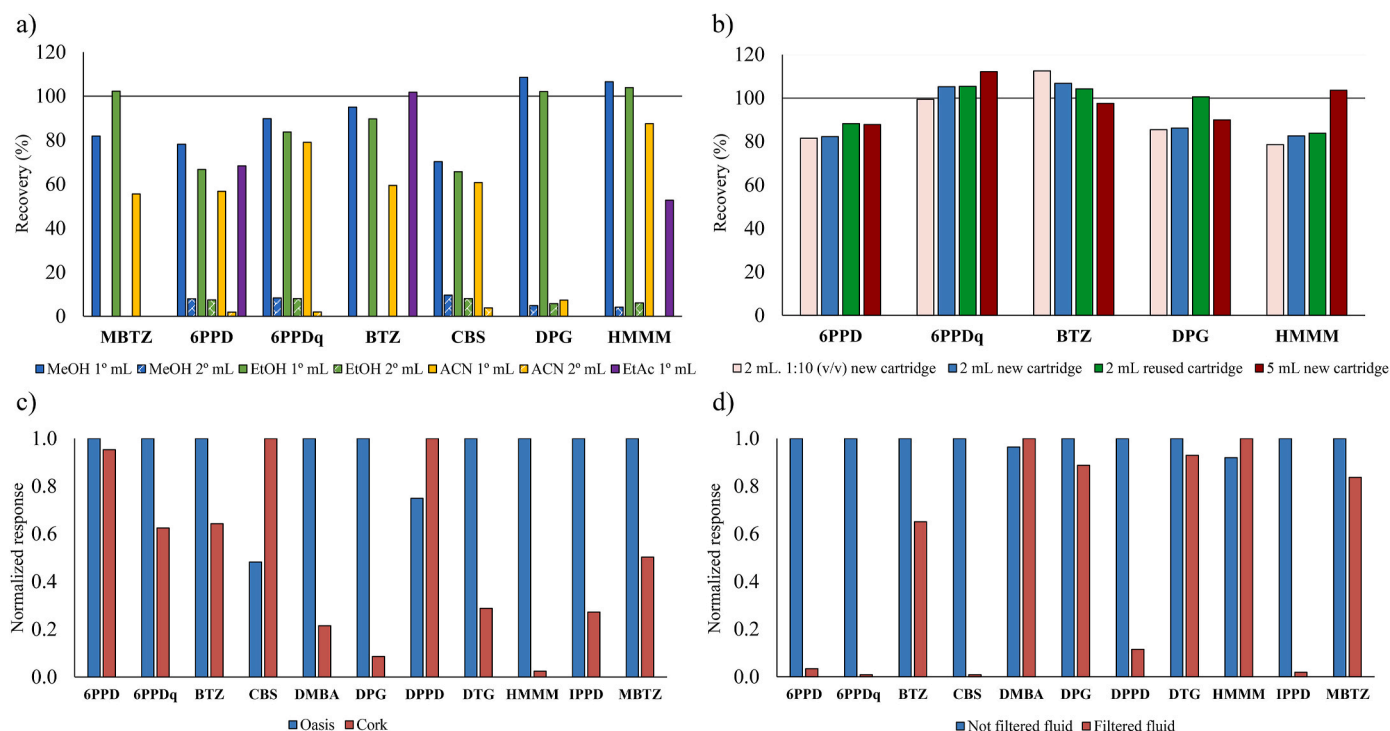 a)
120
100
80
60
40
20
0
Recovery (%)
MBTZ 6PPD 6PPDq BTZ CBS DPG HMMM
MeOH 1º mL MeOH 2º mL EtOH 1º mL EtOH 2º mL ACN 1º mL ACN 2º mL EtAc 1º mL
b)
120
100
80
60
40
20
0
Recovery (%)
6PPD 6PPDq BTZ DPG HMMM
2 mL. 1:10 (v/v) new cartridge 2 mL new cartridge 2 mL reused cartridge 5 mL new cartridge
c)
1.0
0.8
0.6
0.4
0.2
0.0
Normalized response
6PPD 6PPDq BTZ CBS DMBA DPG DPPD DTG HMMM IPPD MBTZ
Oasis Cork
d)
1.0
0.8
0.6
0.4
0.2
0.0
Normalized response
6PPD 6PPDq BTZ CBS DMBA DPG DPPD DTG HMMM IPPD MBTZ
Not filtered fluid Filtered fluid